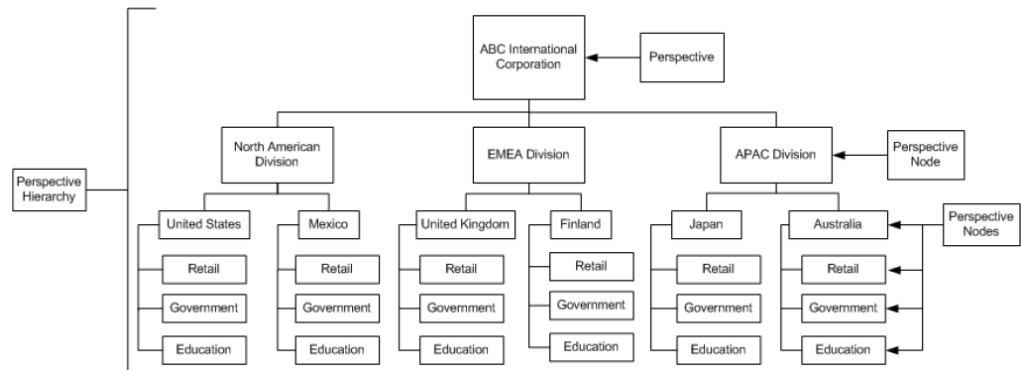 ABC International
Corporation
Perspective
North American
Division
EMEA Division
APAC Division
Perspective
Node
Perspective
Hierarchy
United States
Mexico
United Kingdom
Finland
Japan
Australia
Perspective
Nodes
Retail
Retail
Retail
Retail
Retail
Retail
Government
Government
Government
Government
Government
Government
Education
Education
Education
Education
Education
Education